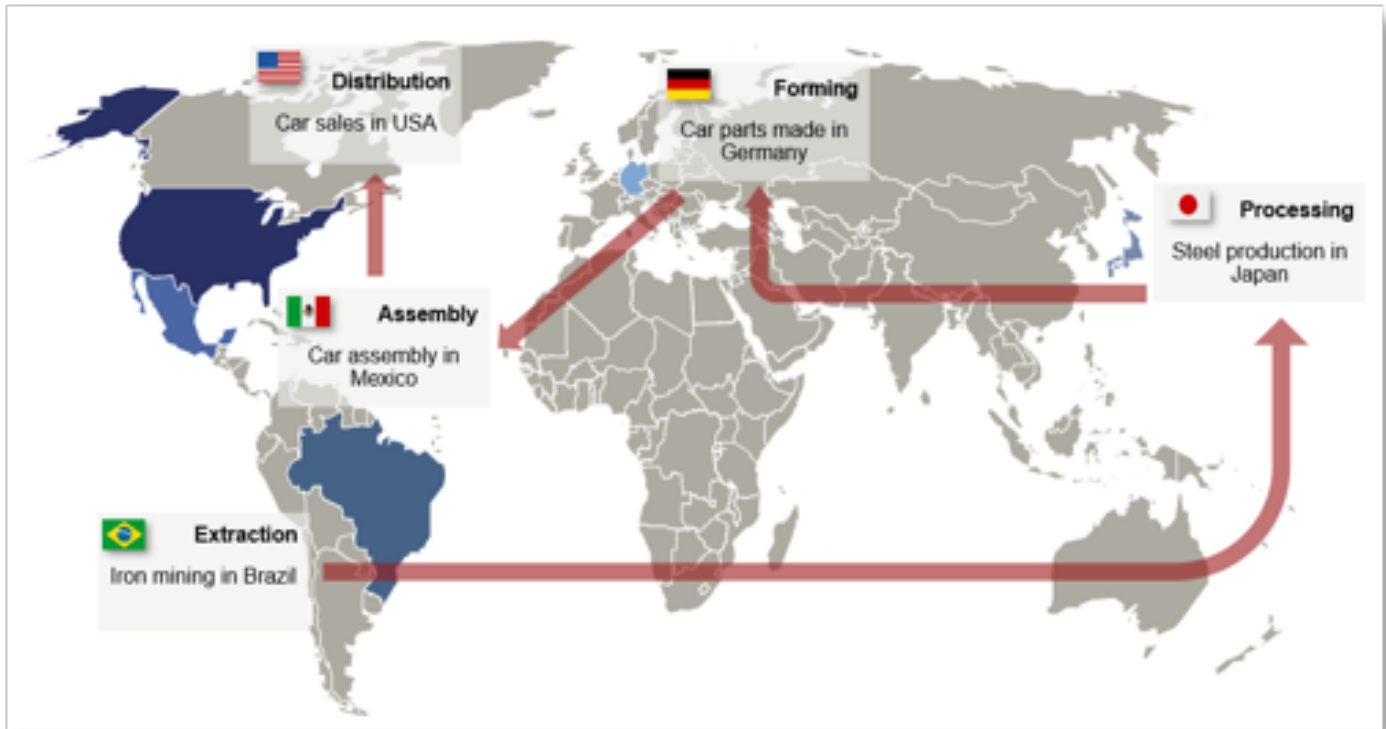 Distribution
Car sales in USA
Forming
Car parts made in
Germany
Processing
Steel production in
Japan
Assembly
Car assembly in
Mexico
Extraction
Iron mining in Brazil